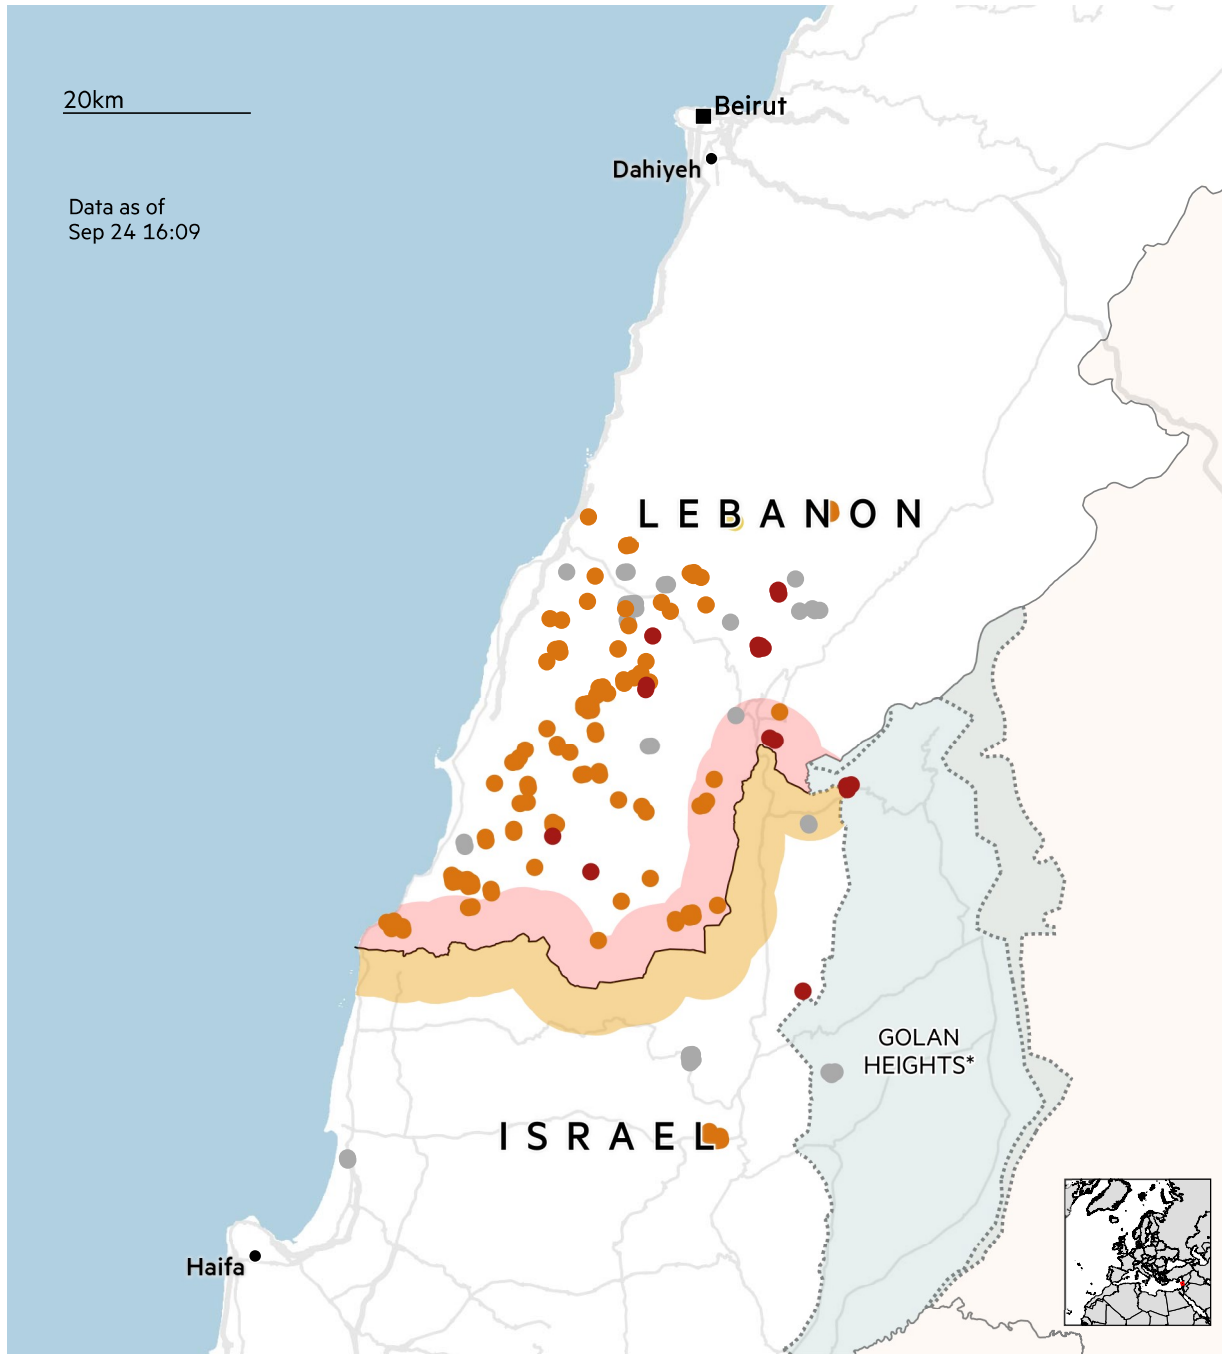 20km
Beirut
Dahiyeh
Data as of
Sep 24 16:09
LEBANON
GOLAN
HEIGHTS*
ISRAEL
Haifa